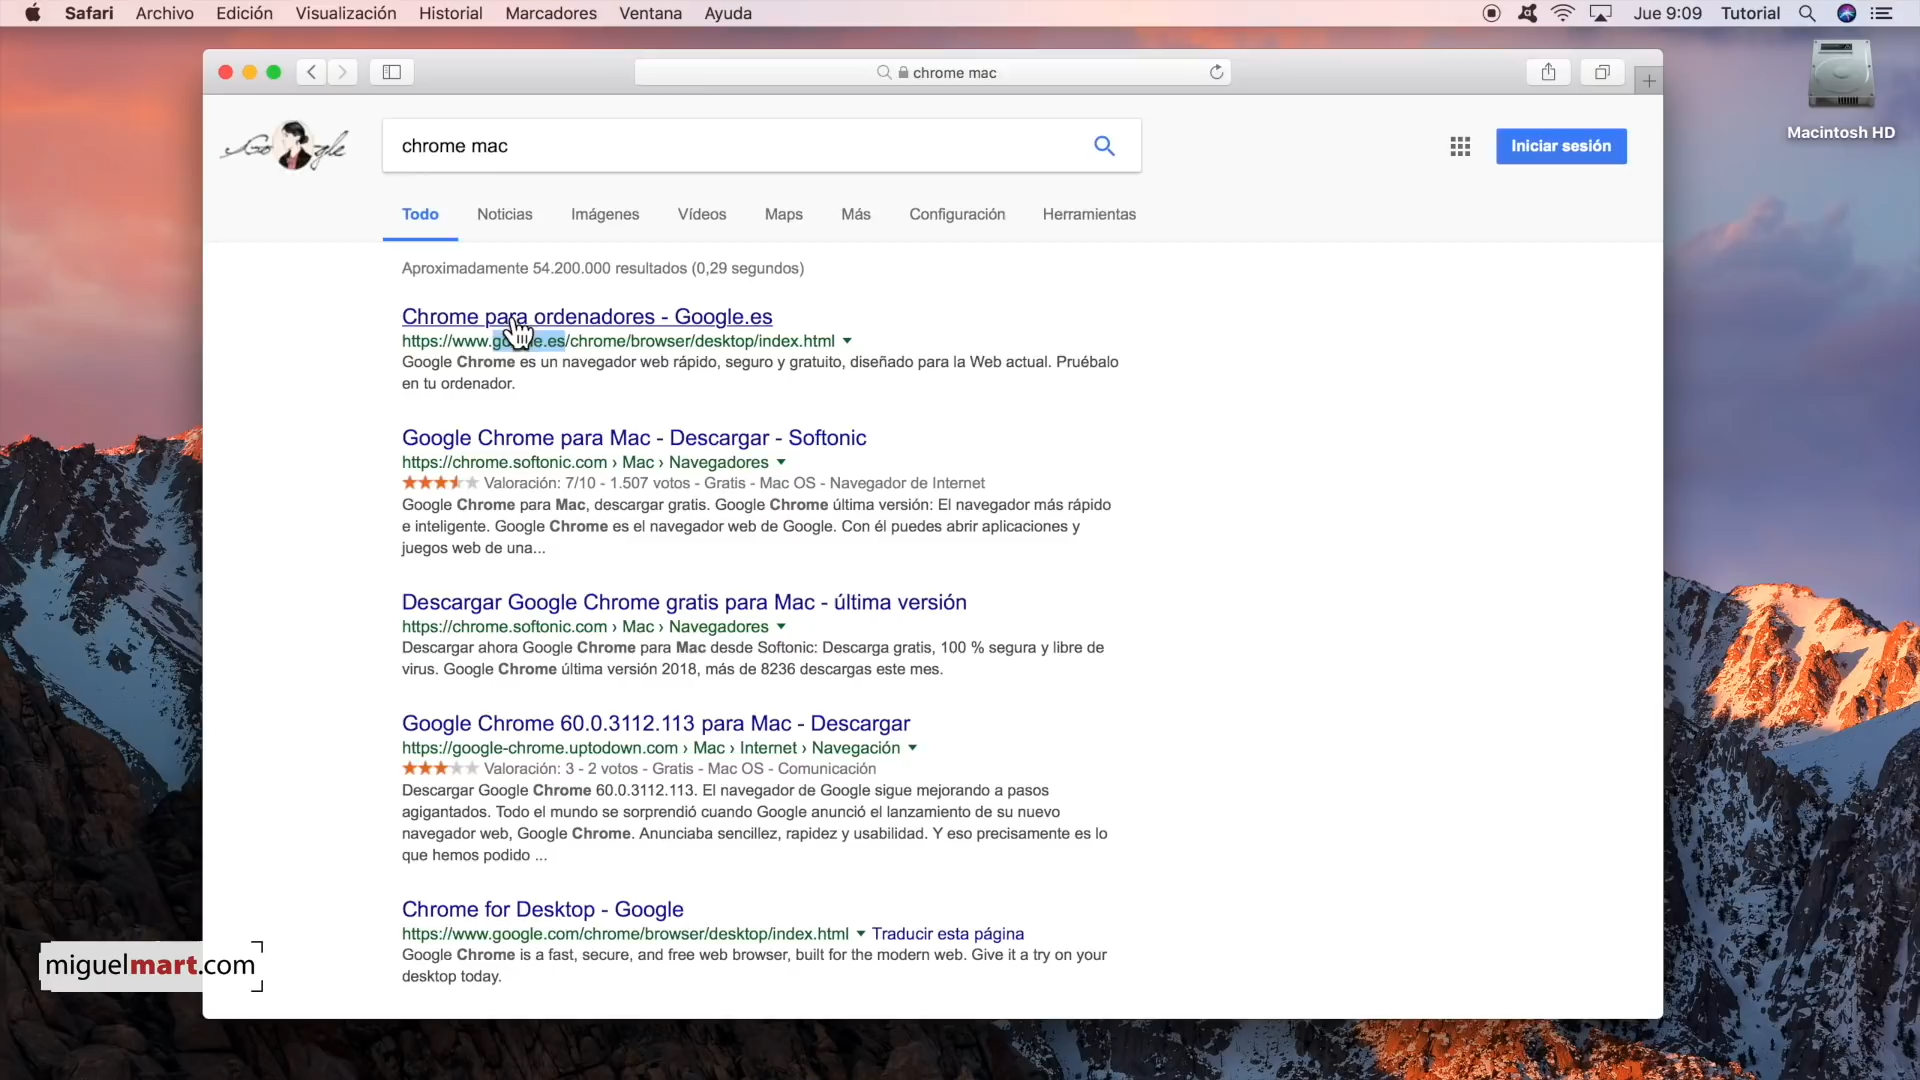 Safari Archivo Edición Visualización Historial Marcadores Ventana Ayuda Jue 9:09 Tutorial
chrome mac
Macintosh HD
Google
chrome mac
Iniciar sesión
Todo Noticias Imágenes Vídeos Maps Más Configuración Herramientas
Aproximadamente 54.200.000 resultados (0,29 segundos)
Chrome para ordenadores - Google.es
https://www.google.es/chrome/browser/desktop/index.html
Google Chrome es un navegador web rápido, seguro y gratuito, diseñado para la Web actual. Pruébalo
en tu ordenador.
Google Chrome para Mac - Descargar - Softonic
https://chrome.softonic.com › Mac › Navegadores
Valoración: 7/10 - 1.507 votos - Gratis - Mac OS - Navegador de Internet
Google Chrome para Mac, descargar gratis. Google Chrome última versión: El navegador más rápido
e inteligente. Google Chrome es el navegador web de Google. Con él puedes abrir aplicaciones y
juegos web de una...
Descargar Google Chrome gratis para Mac - última versión
https://chrome.softonic.com › Mac › Navegadores
Descargar ahora Google Chrome para Mac desde Softonic: Descarga gratis, 100 % segura y libre de
virus. Google Chrome última versión 2018, más de 8236 descargas este mes.
Google Chrome 60.0.3112.113 para Mac - Descargar
https://google-chrome.uptodown.com › Mac › Internet › Navegación
Valoración: 3 - 2 votos - Gratis - Mac OS - Comunicación
Descargar Google Chrome 60.0.3112.113. El navegador de Google sigue mejorando a pasos
agigantados. Todo el mundo se sorprendió cuando Google anunció el lanzamiento de su nuevo
navegador web, Google Chrome. Anunciaba sencillez, rapidez y usabilidad. Y eso precisamente es lo
que hemos podido ...
Chrome for Desktop - Google
https://www.google.com/chrome/browser/desktop/index.html Traducir esta página
Google Chrome is a fast, secure, and free web browser, built for the modern web. Give it a try on your
desktop today.
miguelmart.com